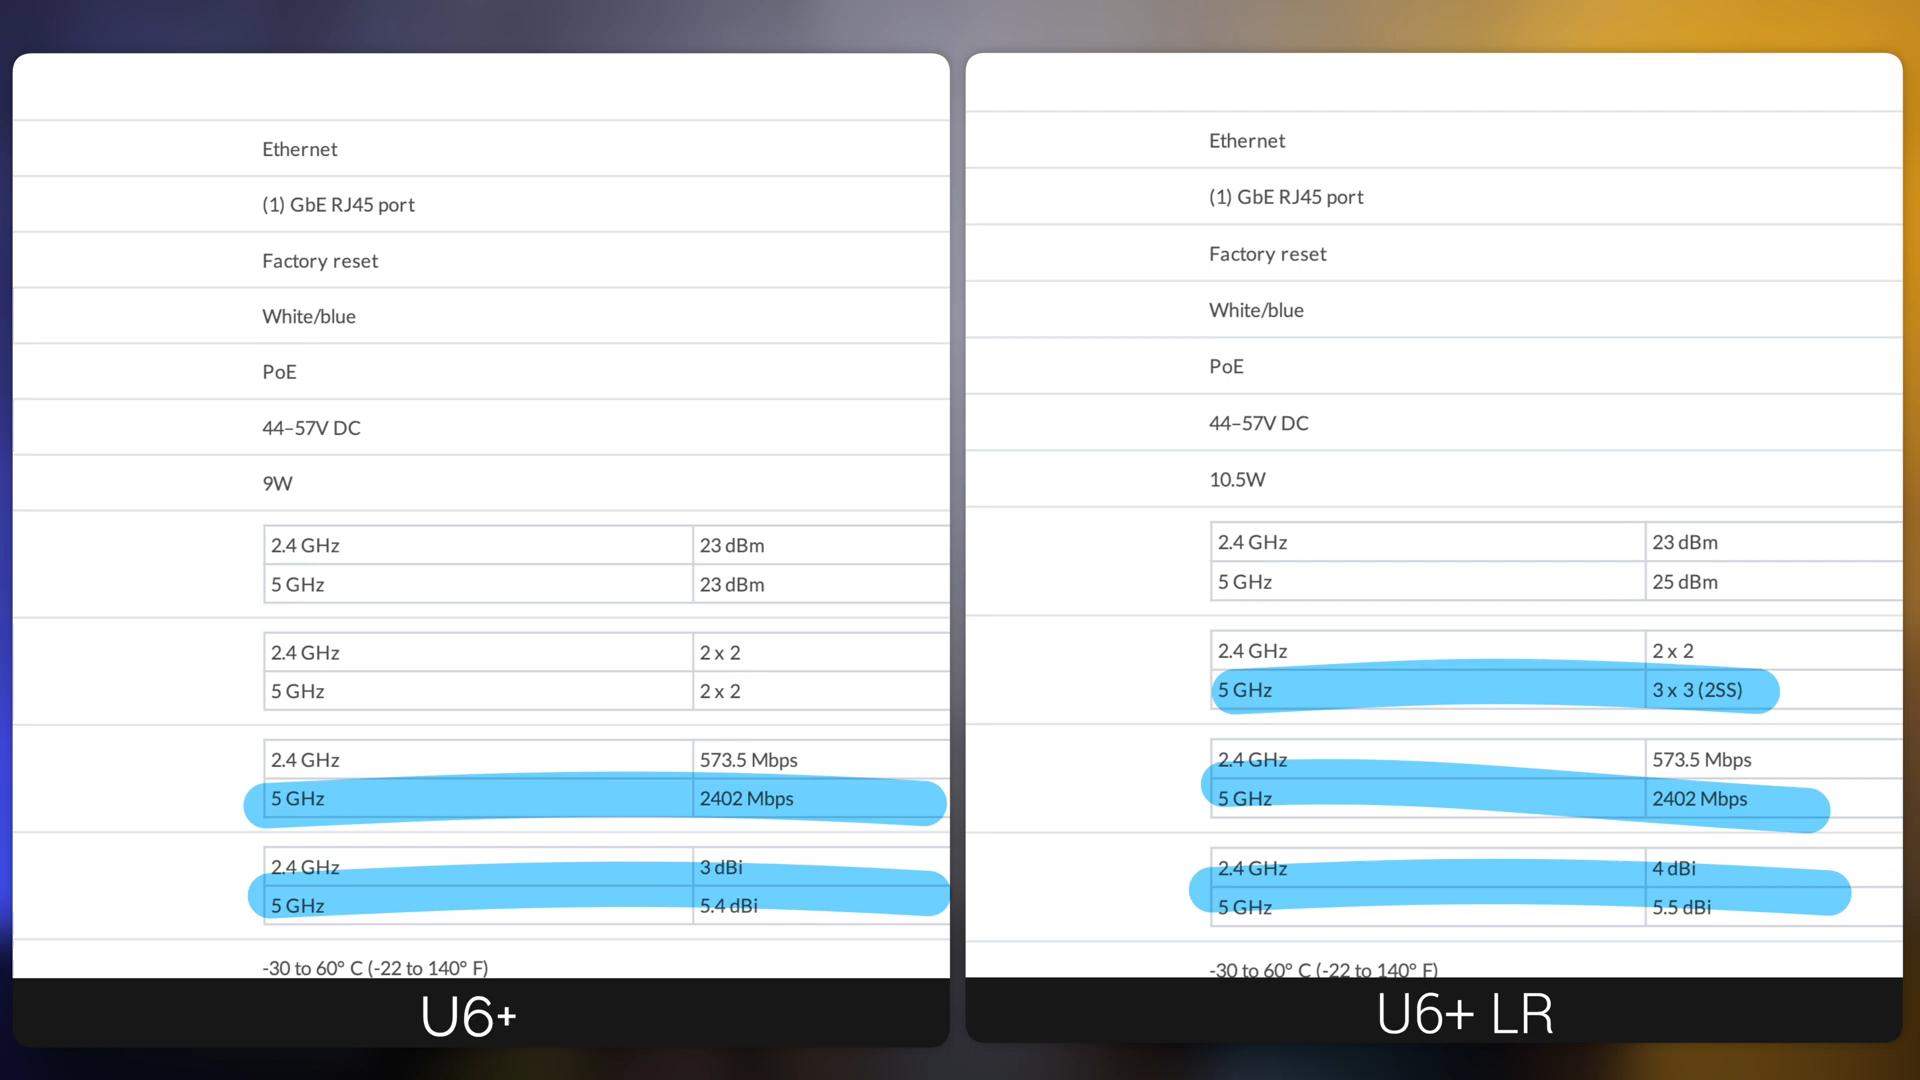 Ethernet
(1) GbE RJ45 port
Factory reset
White/blue
PoE
44–57V DC
9W
2.4 GHz 23 dBm
5 GHz 23 dBm
2.4 GHz 2 x 2
5 GHz 2 x 2
2.4 GHz 573.5 Mbps
5 GHz 2402 Mbps
2.4 GHz 3 dBi
5 GHz 5.4 dBi
-30 to 60° C (-22 to 140° F)
U6+
Ethernet
(1) GbE RJ45 port
Factory reset
White/blue
PoE
44–57V DC
10.5W
2.4 GHz 23 dBm
5 GHz 25 dBm
2.4 GHz 2 x 2
5 GHz 3 x 3 (2SS)
2.4 GHz 573.5 Mbps
5 GHz 2402 Mbps
2.4 GHz 4 dBi
5 GHz 5.5 dBi
-30 to 60° C (-22 to 140° F)
U6+ LR